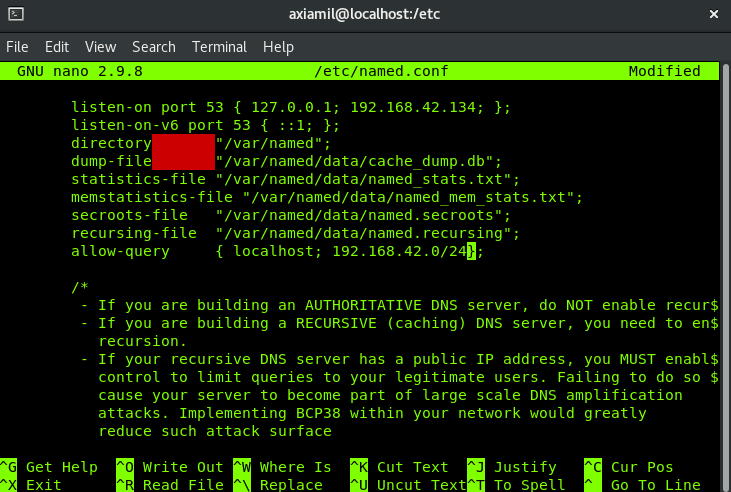 axiamil@localhost:/etc
File Edit View Search Terminal Help
GNU nano 2.9.8 /etc/named.conf Modified
listen-on port 53 { 127.0.0.1; 192.168.42.134; };
listen-on-v6 port 53 { ::1; };
directory "/var/named";
dump-file "/var/named/data/cache_dump.db";
statistics-file "/var/named/data/named_stats.txt";
memstatistics-file "/var/named/data/named_mem_stats.txt";
secroots-file "/var/named/data/named.secroots";
recursing-file "/var/named/data/named.recursing";
allow-query { localhost; 192.168.42.0/24};
/*
- If you are building an AUTHORITATIVE DNS server, do NOT enable recur$
- If you are building a RECURSIVE (caching) DNS server, you need to en$
recursion.
- If your recursive DNS server has a public IP address, you MUST enabl$
control to limit queries to your legitimate users. Failing to do so $
cause your server to become part of large scale DNS amplification
attacks. Implementing BCP38 within your network would greatly
reduce such attack surface
^G Get Help ^O Write Out ^W Where Is ^K Cut Text ^J Justify ^C Cur Pos
^X Exit ^R Read File ^\ Replace ^U Uncut Text ^T To Spell ^_ Go To Line